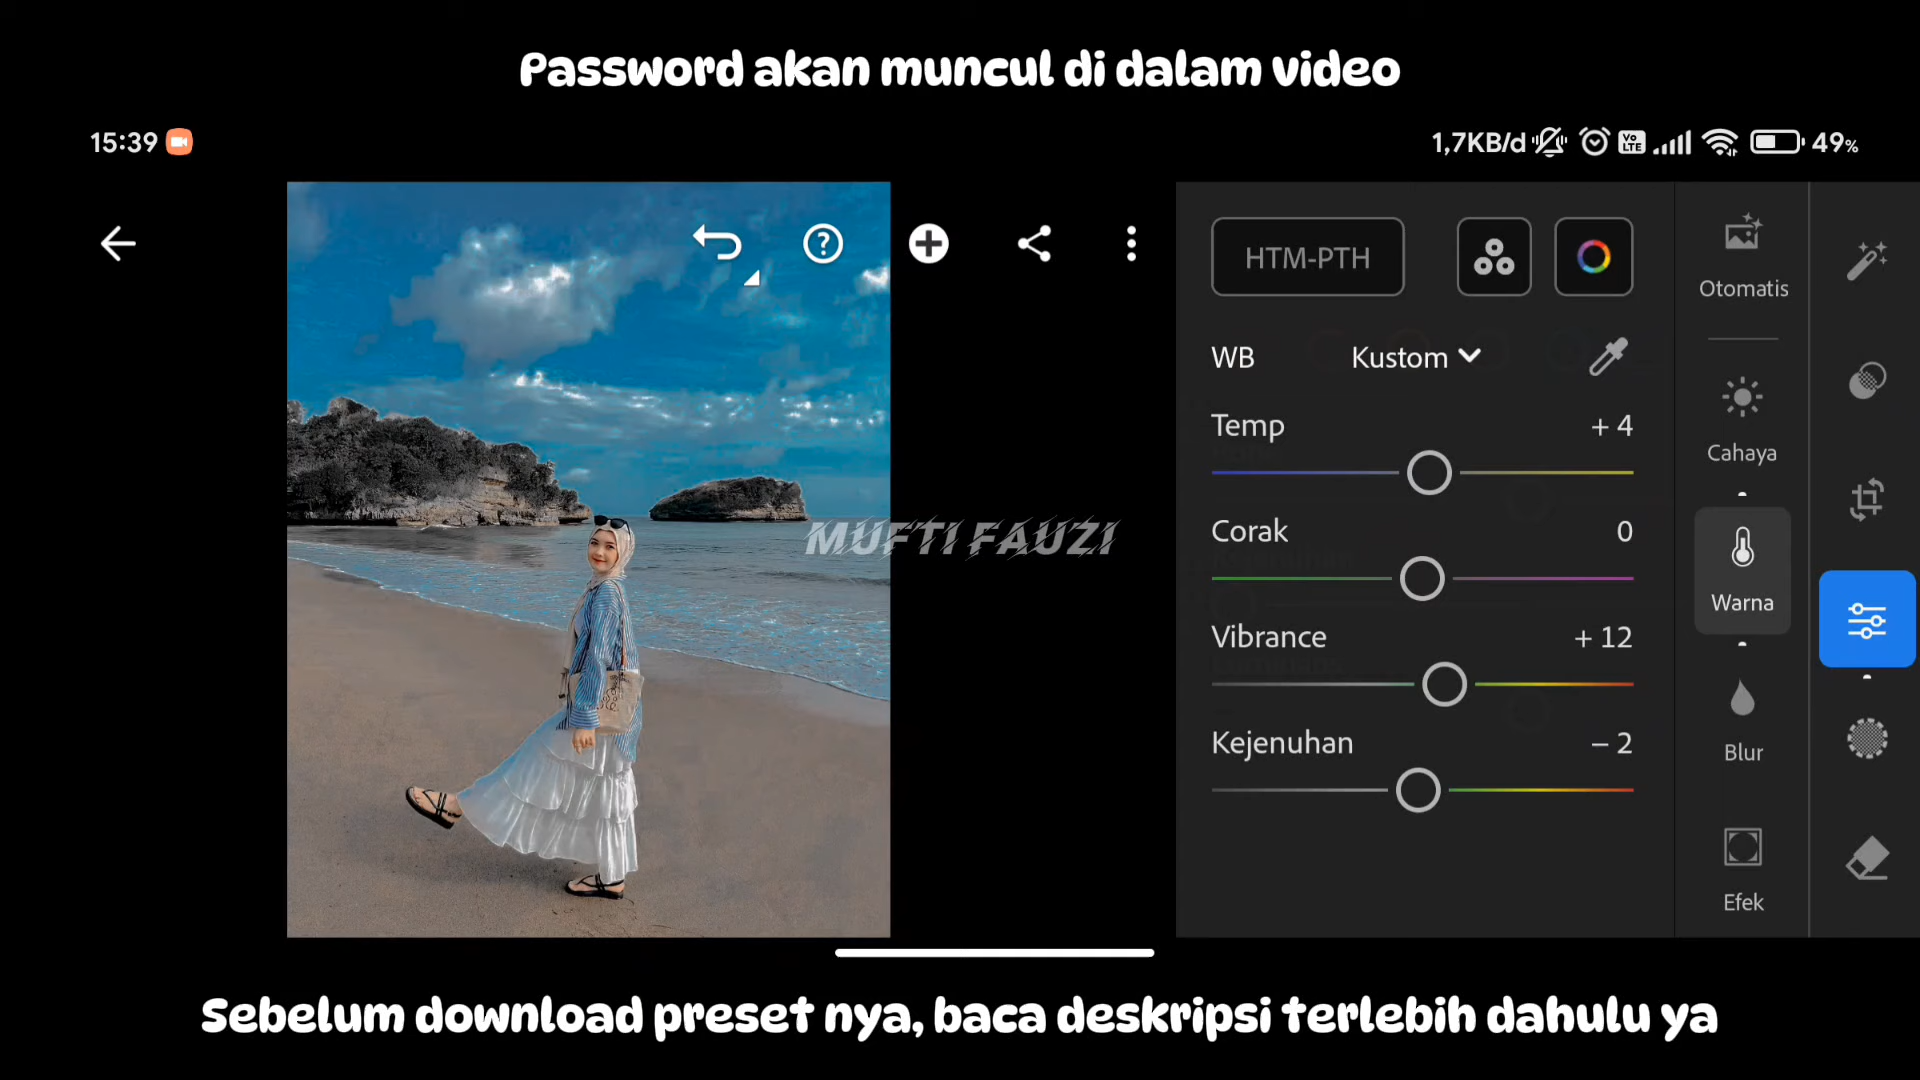 Password akan muncul di dalam video
15:39
1,7KB/d Vo LTE 49%
HTM-PTH
WB Kustom
Temp + 4
Corak 0
Vibrance + 12
Kejenuhan – 2
Otomatis
Cahaya
Warna
Blur
Efek
MUFTI FAUZI
Sebelum download preset nya, baca deskripsi terlebih dahulu ya